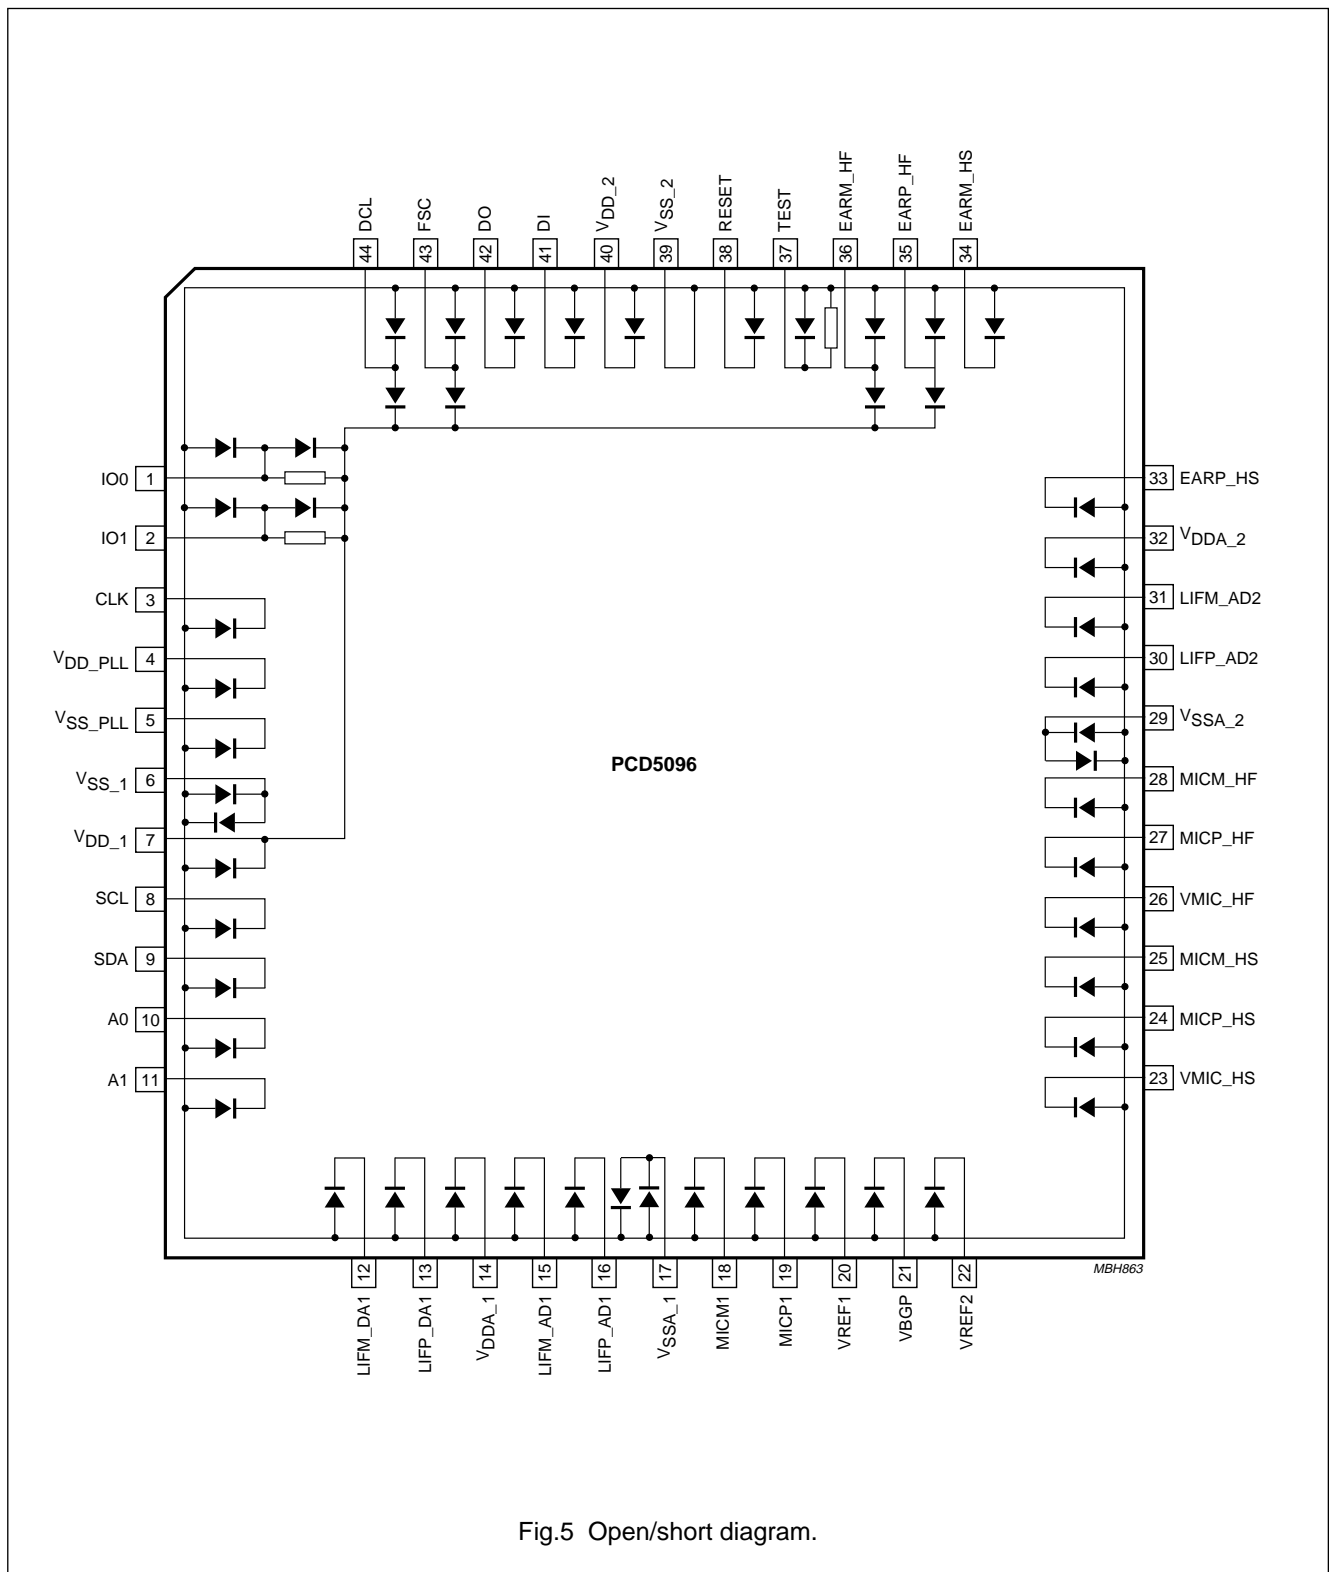 DCL
FSC
DO
DI
VDD_2
VSS_2
RESET
TEST
EARM_HF
EARP_HF
EARM_HS
44
43
42
41
40
39
38
37
36
35
34
IO0 1
IO1 2
CLK 3
VDD_PLL 4
VSS_PLL 5
VSS_1 6
VDD_1 7
SCL 8
SDA 9
A0 10
A1 11
PCD5096
33 EARP_HS
32 VDDA_2
31 LIFM_AD2
30 LIFP_AD2
29 VSSA_2
28 MICM_HF
27 MICP_HF
26 VMIC_HF
25 MICM_HS
24 MICP_HS
23 VMIC_HS
12
13
14
15
16
17
18
19
20
21
22
LIFM_DA1
LIFP_DA1
VDDA_1
LIFM_AD1
LIFP_AD1
VSSA_1
MICM1
MICP1
VREF1
VBGP
VREF2
MBH863
Fig.5 Open/short diagram.